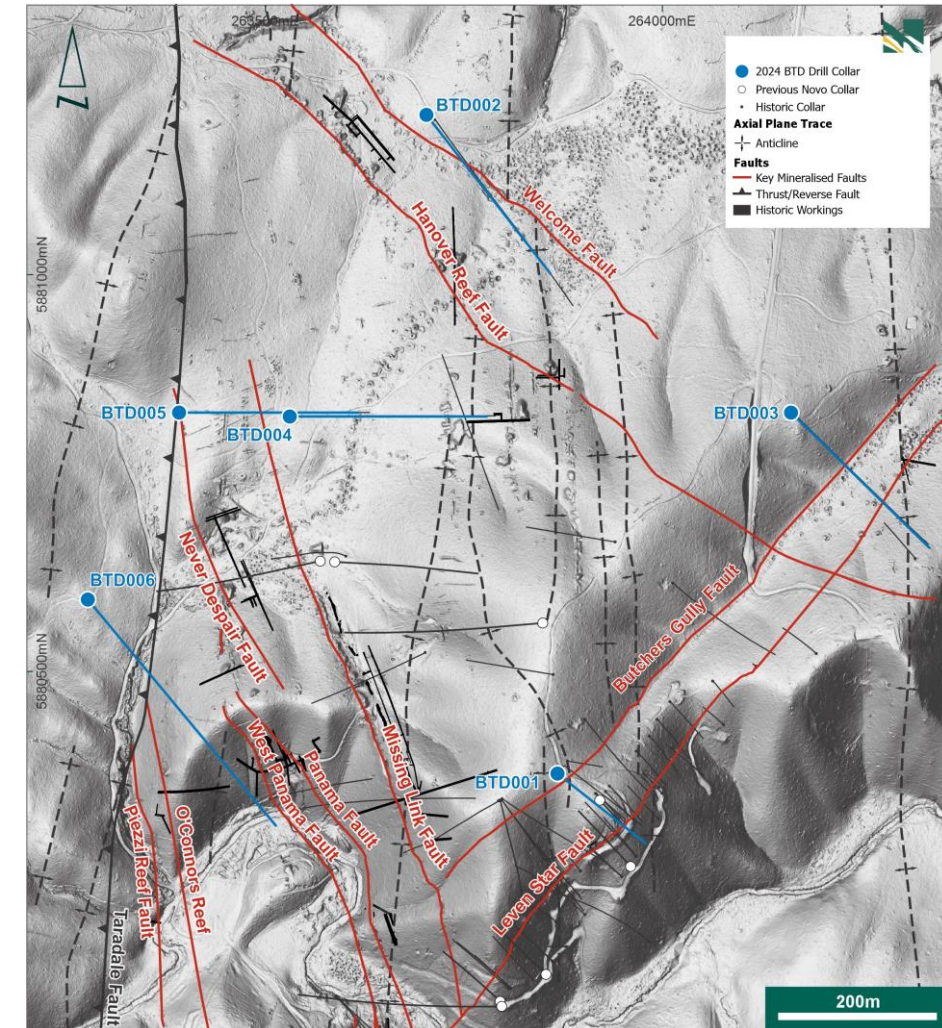 263500mE
264000mE
N
2024 BTD Drill Collar
Previous Novo Collar
Historic Collar
Axial Plane Trace
Anticline
Faults
Key Mineralised Faults
Thrust/Reverse Fault
Historic Workings
BTD002
Welcome Fault
Hanover Reef Fault
5881000mN
BTD005
BTD004
BTD003
Never Despair Fault
BTD006
Butchers Gully Fault
5880500mN
Missing Link Fault
Panama Fault
West Panama Fault
BTD001
O'Connors Reef
Piezzi Reef Fault
Leven Star Fault
Taradale Fault
200m